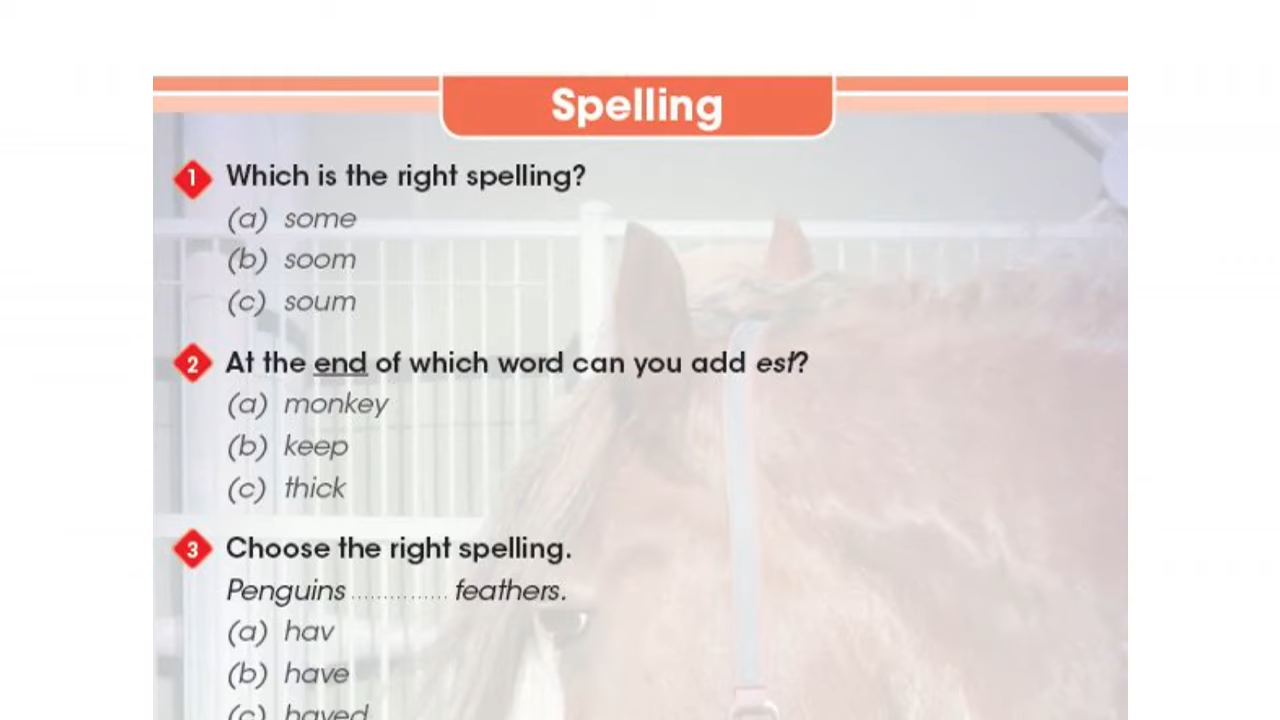 Spelling
1 Which is the right spelling?
(a) some
(b) soom
(c) soum
2 At the end of which word can you add est?
(a) monkey
(b) keep
(c) thick
3 Choose the right spelling.
Penguins .............. feathers.
(a) hav
(b) have
(c) haved